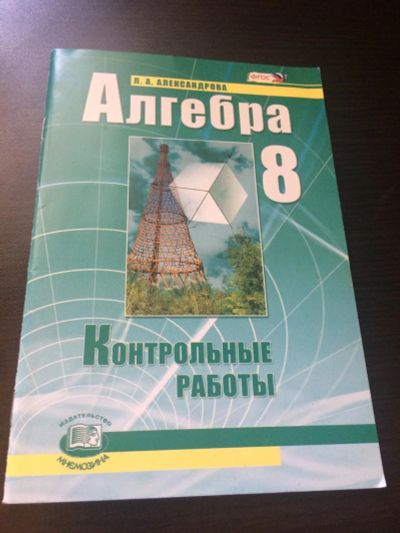 Л. А. АЛЕКСАНДРОВА
ФГОС
Алгебра
8
КОНТРОЛЬНЫЕ
РАБОТЫ
ИЗДАТЕЛЬСТВО
МНЕМОЗИНА